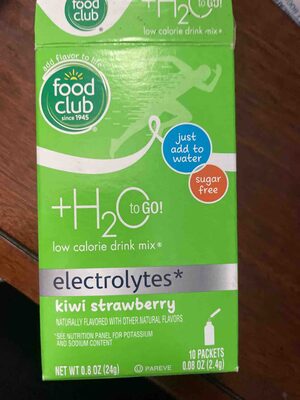 food
club
+H2O to GO!
low calorie drink mix*
add flavor to life
food
club
since 1945
just
add to
water
sugar
free
+H2O to GO!
low calorie drink mix*
electrolytes*
kiwi strawberry
NATURALLY FLAVORED WITH OTHER NATURAL FLAVORS
*SEE NUTRITION PANEL FOR POTASSIUM
AND SODIUM CONTENT
10 PACKETS
0.08 OZ (2.4g)
NET WT 0.8 OZ (24g)
PAREVE